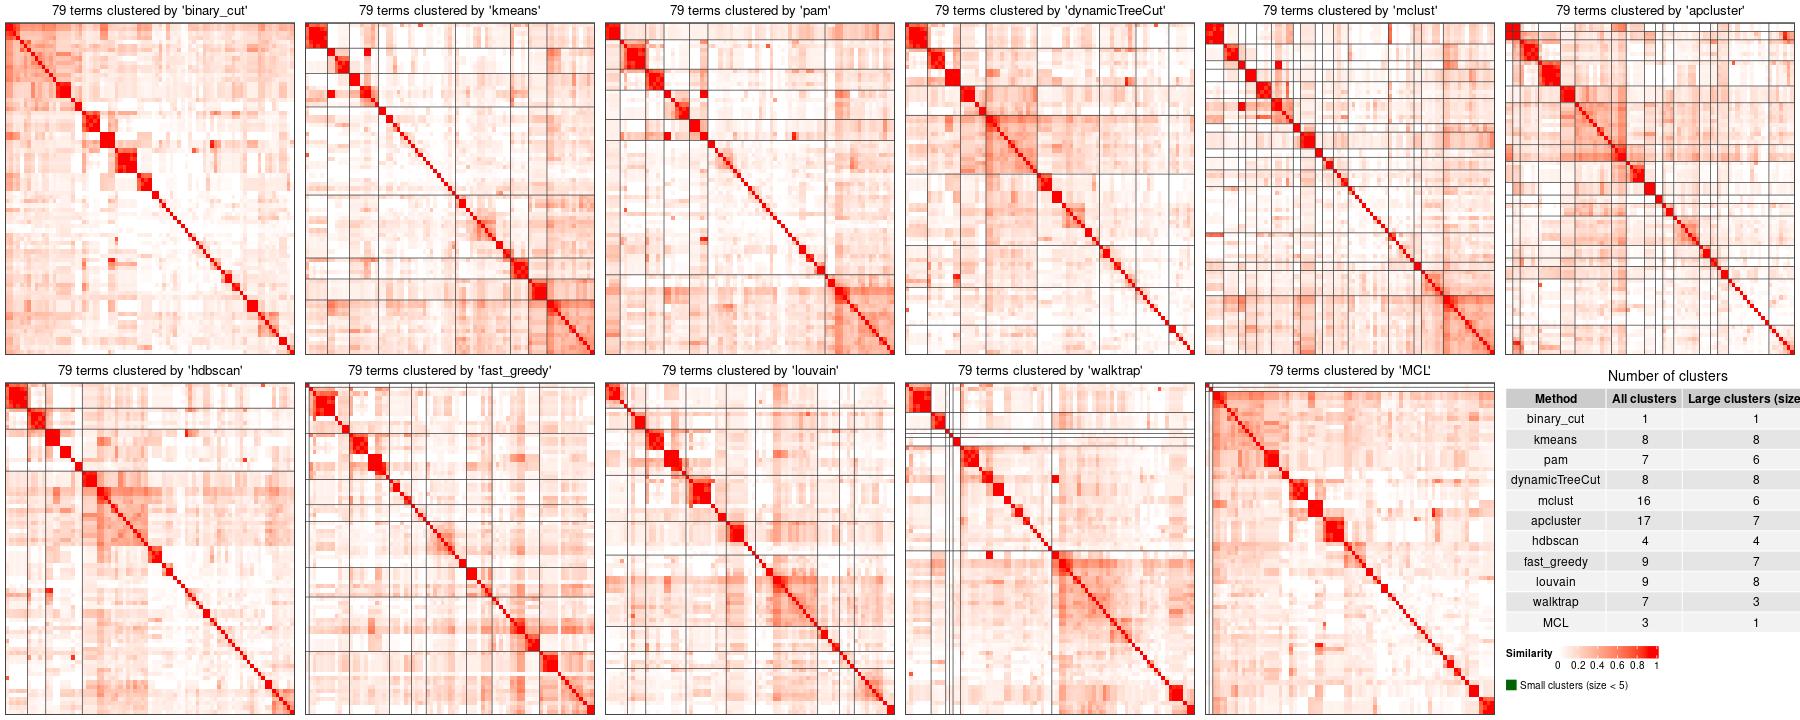 79 terms clustered by 'binary_cut'
79 terms clustered by 'kmeans'
79 terms clustered by 'pam'
79 terms clustered by 'dynamicTreeCut'
79 terms clustered by 'mclust'
79 terms clustered by 'apcluster'
79 terms clustered by 'hdbscan'
79 terms clustered by 'fast_greedy'
79 terms clustered by 'louvain'
79 terms clustered by 'walktrap'
79 terms clustered by 'MCL'
Number of clusters
Method All clusters Large clusters (size
binary_cut 1 1
kmeans 8 8
pam 7 6
dynamicTreeCut 8 8
mclust 16 6
apcluster 17 7
hdbscan 4 4
fast_greedy 9 7
louvain 9 8
walktrap 7 3
MCL 3 1
Similarity
0 0.2 0.4 0.6 0.8 1
Small clusters (size < 5)